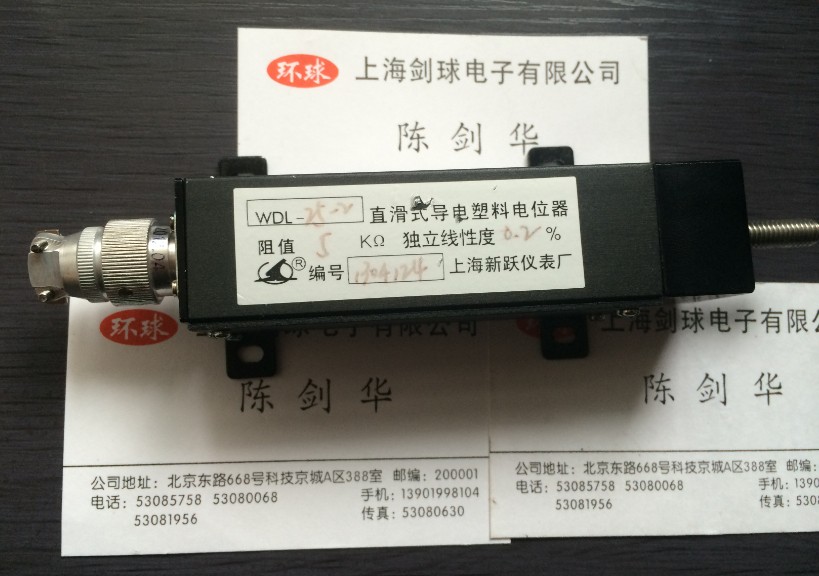 环球 上海剑球电子有限公司
陈剑华
WDL-25-2 直滑式导电塑料电位器
阻值 5 KΩ 独立线性度 0.2 %
® 编号 1304124 上海新跃仪表厂
环球 球电子有限公司
陈剑华
公司地址：北京东路668号科技京城A区388室 邮编：200001
电话：53085758 53080068 手机：13901998104
53081956 传真：53080630
上海剑球电子有限
陈剑华
公司地址：北京东路668号科技京城A区388室 邮编：
电话：53085758 53080068 手机：1390
53081956 传真：530